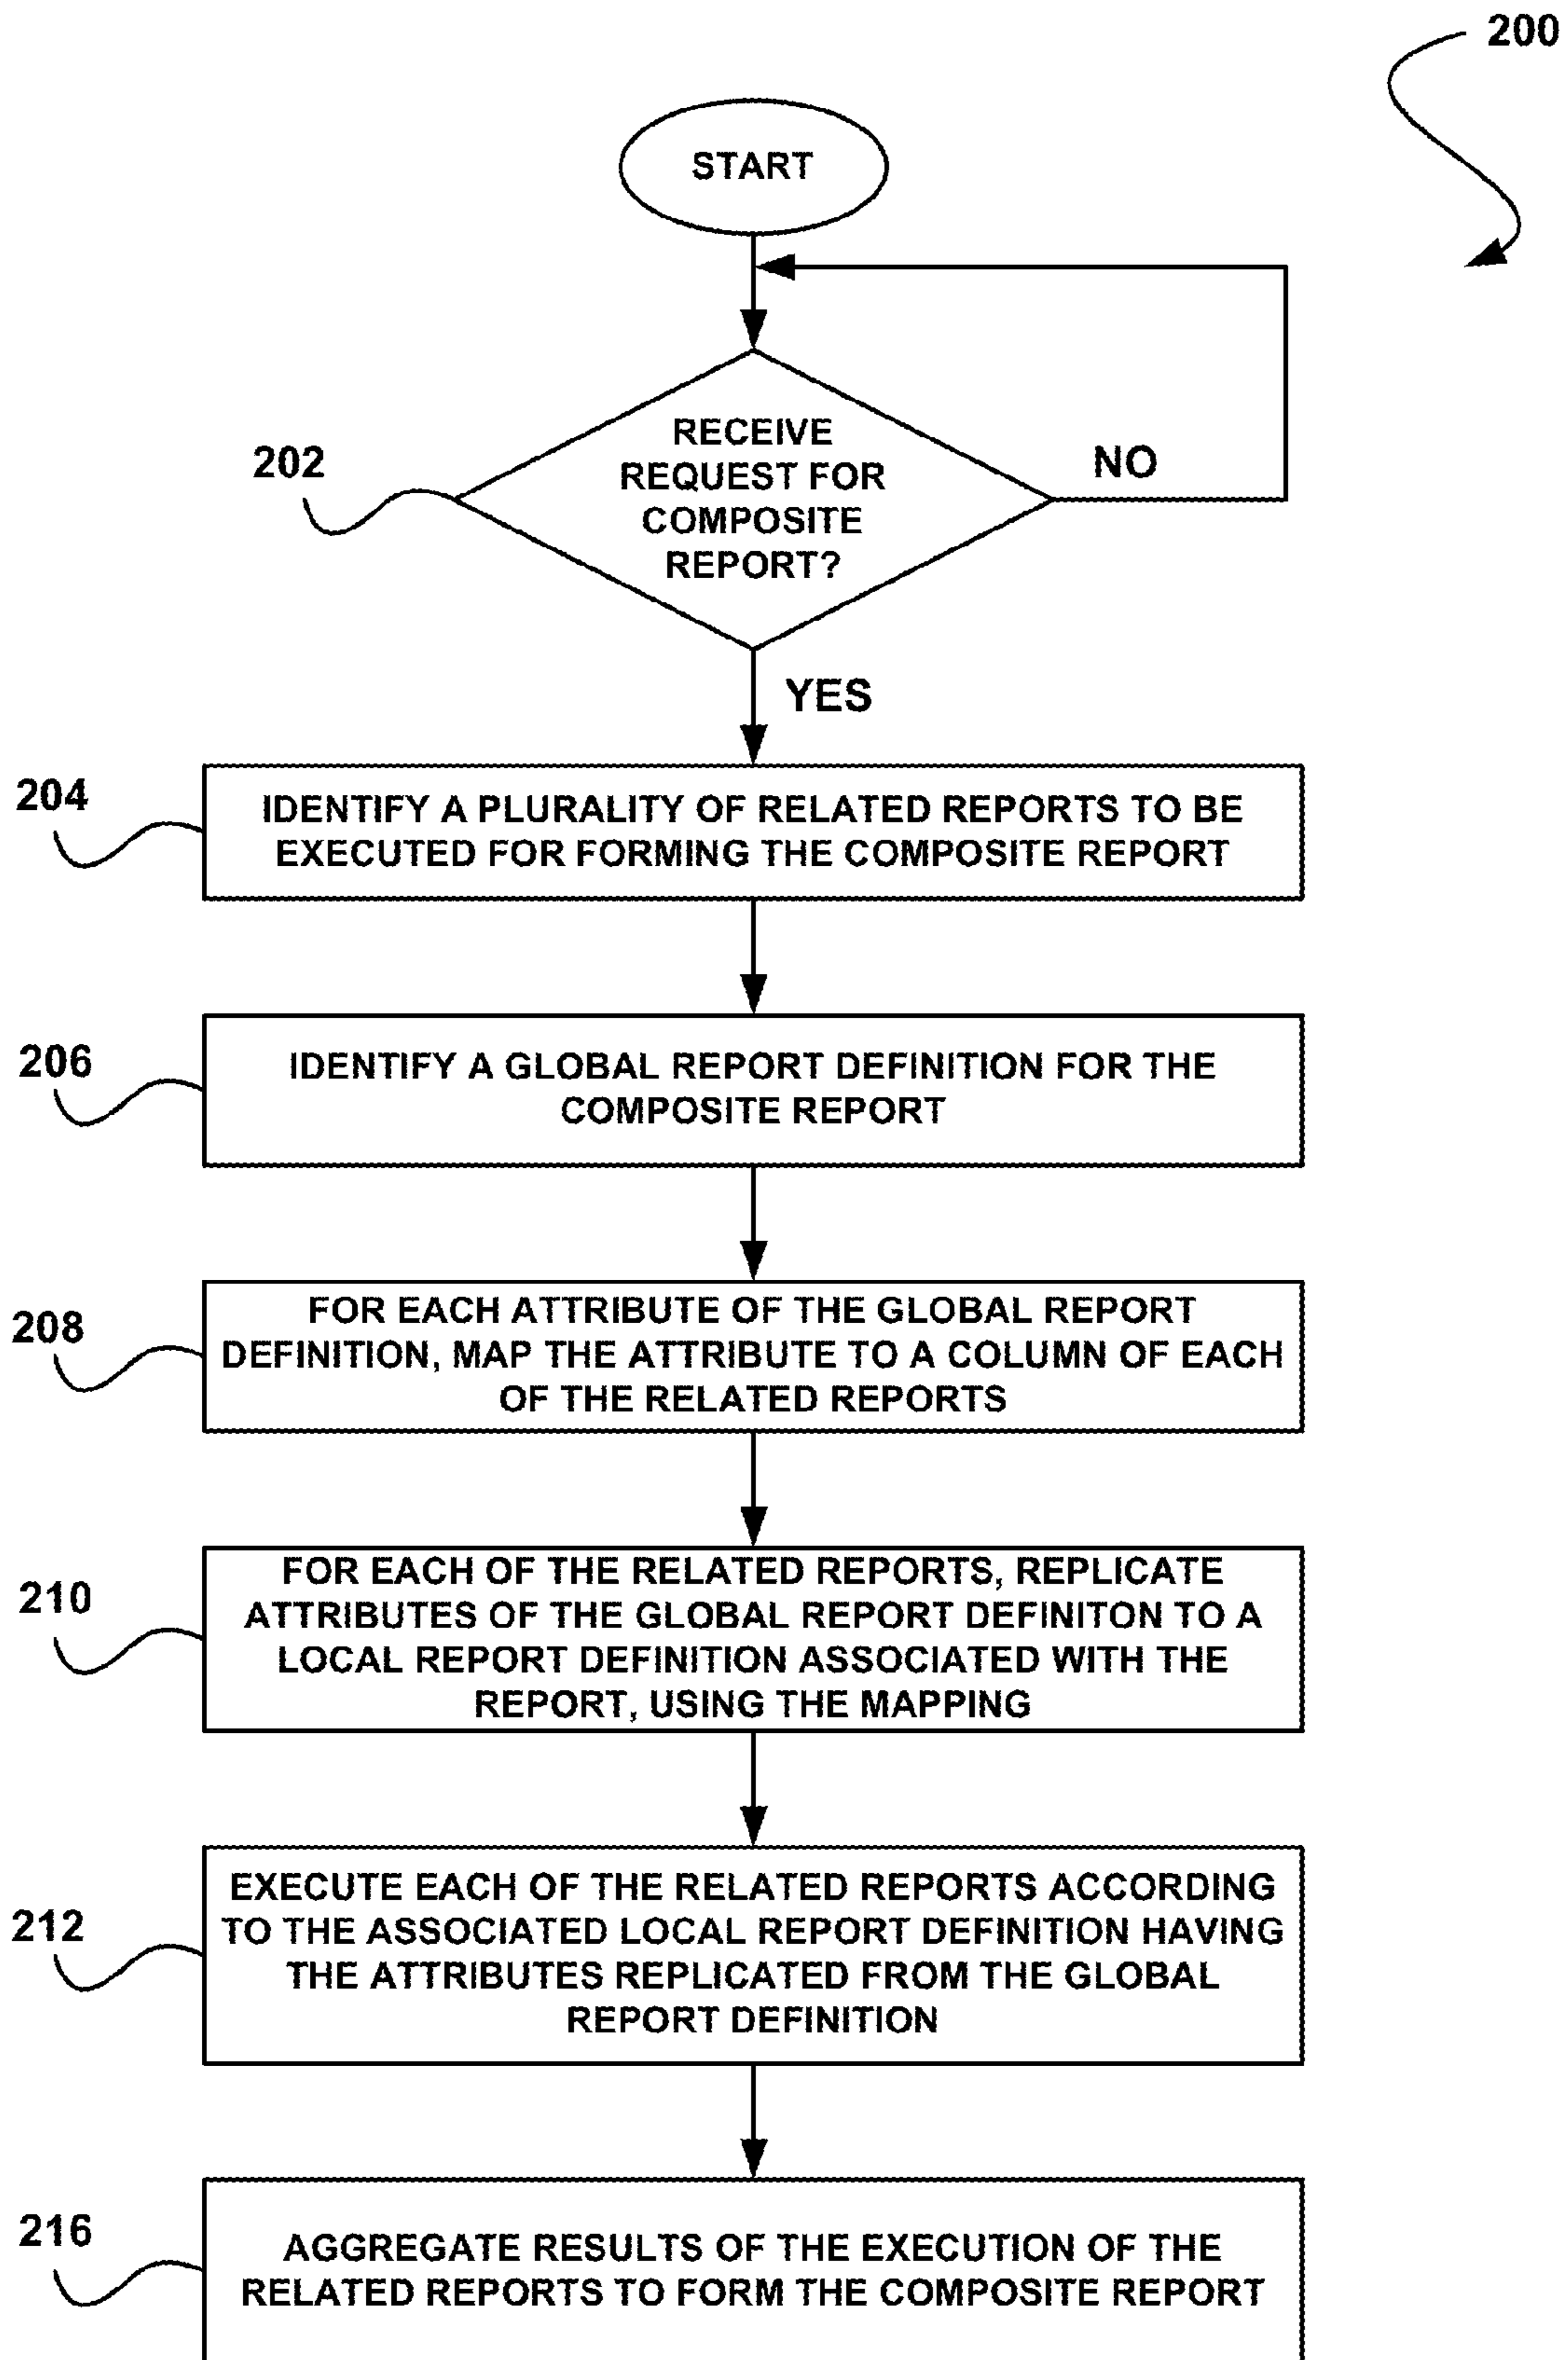 200
START
202
RECEIVE
REQUEST FOR
COMPOSITE
REPORT?
NO
YES
204
IDENTIFY A PLURALITY OF RELATED REPORTS TO BE
EXECUTED FOR FORMING THE COMPOSITE REPORT
206
IDENTIFY A GLOBAL REPORT DEFINITION FOR THE
COMPOSITE REPORT
208
FOR EACH ATTRIBUTE OF THE GLOBAL REPORT
DEFINITION, MAP THE ATTRIBUTE TO A COLUMN OF EACH
OF THE RELATED REPORTS
210
FOR EACH OF THE RELATED REPORTS, REPLICATE
ATTRIBUTES OF THE GLOBAL REPORT DEFINITON TO A
LOCAL REPORT DEFINITION ASSOCIATED WITH THE
REPORT, USING THE MAPPING
212
EXECUTE EACH OF THE RELATED REPORTS ACCORDING
TO THE ASSOCIATED LOCAL REPORT DEFINITION HAVING
THE ATTRIBUTES REPLICATED FROM THE GLOBAL
REPORT DEFINITION
216
AGGREGATE RESULTS OF THE EXECUTION OF THE
RELATED REPORTS TO FORM THE COMPOSITE REPORT